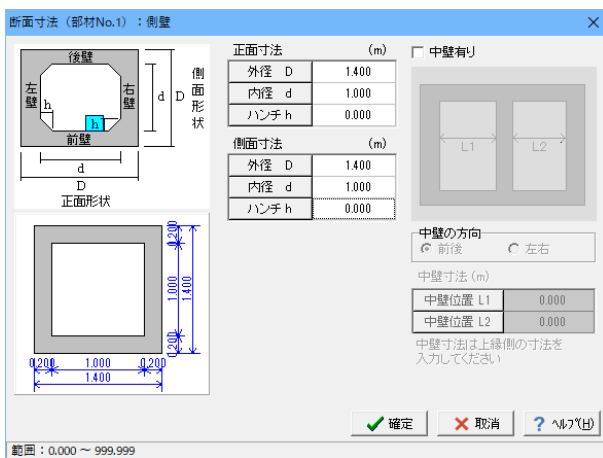 断面寸法（部材No.1）：側壁
後壁
左壁
右壁
h
h
前壁
d
D
側面形状
d
D
正面形状
0.200
1.000
0.200
1.400
0.200
1.000
0.200
1.400
正面寸法 (m)
外径 D 1.400
内径 d 1.000
ハンチ h 0.000
側面寸法 (m)
外径 D 1.400
内径 d 1.000
ハンチ h 0.000
中壁有り
L1
L2
中壁の方向
前後
左右
中壁寸法(m)
中壁位置 L1 0.000
中壁位置 L2 0.000
中壁寸法は上縁側の寸法を
入力してください
確定
取消
ヘルプ(H)
範囲：0.000 ～ 999.999